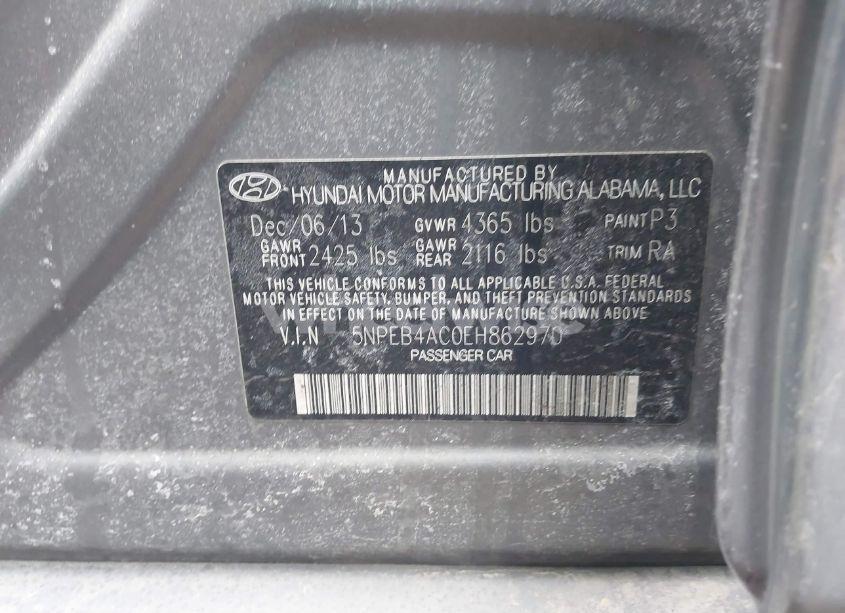 MANUFACTURED BY
HYUNDAI MOTOR MANUFACTURING ALABAMA, LLC
Dec/06/13 GVWR 4365 lbs PAINT P3
GAWR FRONT 2425 lbs GAWR REAR 2116 lbs TRIM RA
THIS VEHICLE CONFORMS TO ALL APPLICABLE U.S.A. FEDERAL
MOTOR VEHICLE SAFETY, BUMPER, AND THEFT PREVENTION STANDARDS
IN EFFECT ON THE DATE OF MANUFACTURE SHOWN ABOVE
V.I.N 5NPEB4AC0EH862970
PASSENGER CAR